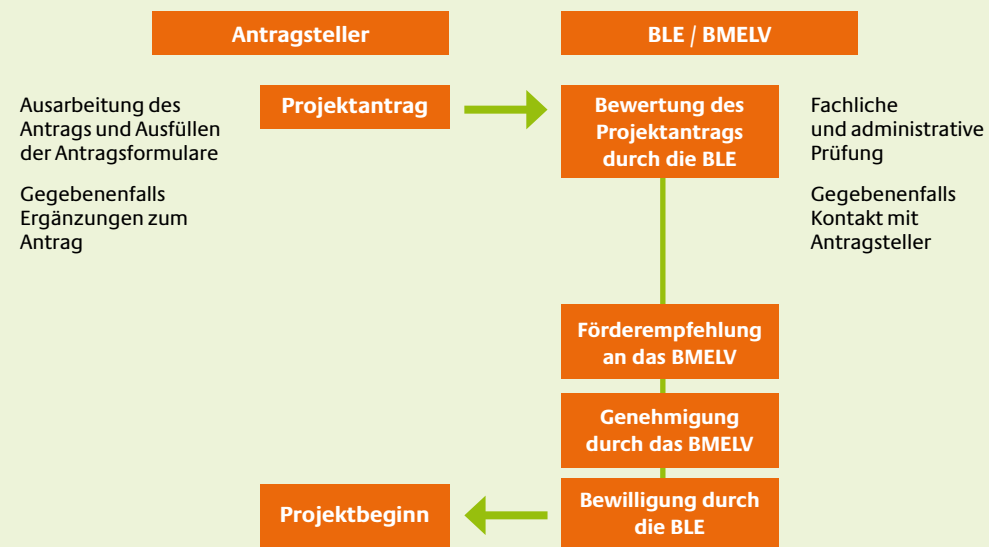 Antragsteller
BLE / BMELV
Ausarbeitung des
Antrags und Ausfüllen
der Antragsformulare
Gegebenenfalls
Ergänzungen zum
Antrag
Projektantrag
Bewertung des
Projektantrags
durch die BLE
Fachliche
und administrative
Prüfung
Gegebenenfalls
Kontakt mit
Antragsteller
Förderempfehlung
an das BMELV
Genehmigung
durch das BMELV
Bewilligung durch
die BLE
Projektbeginn